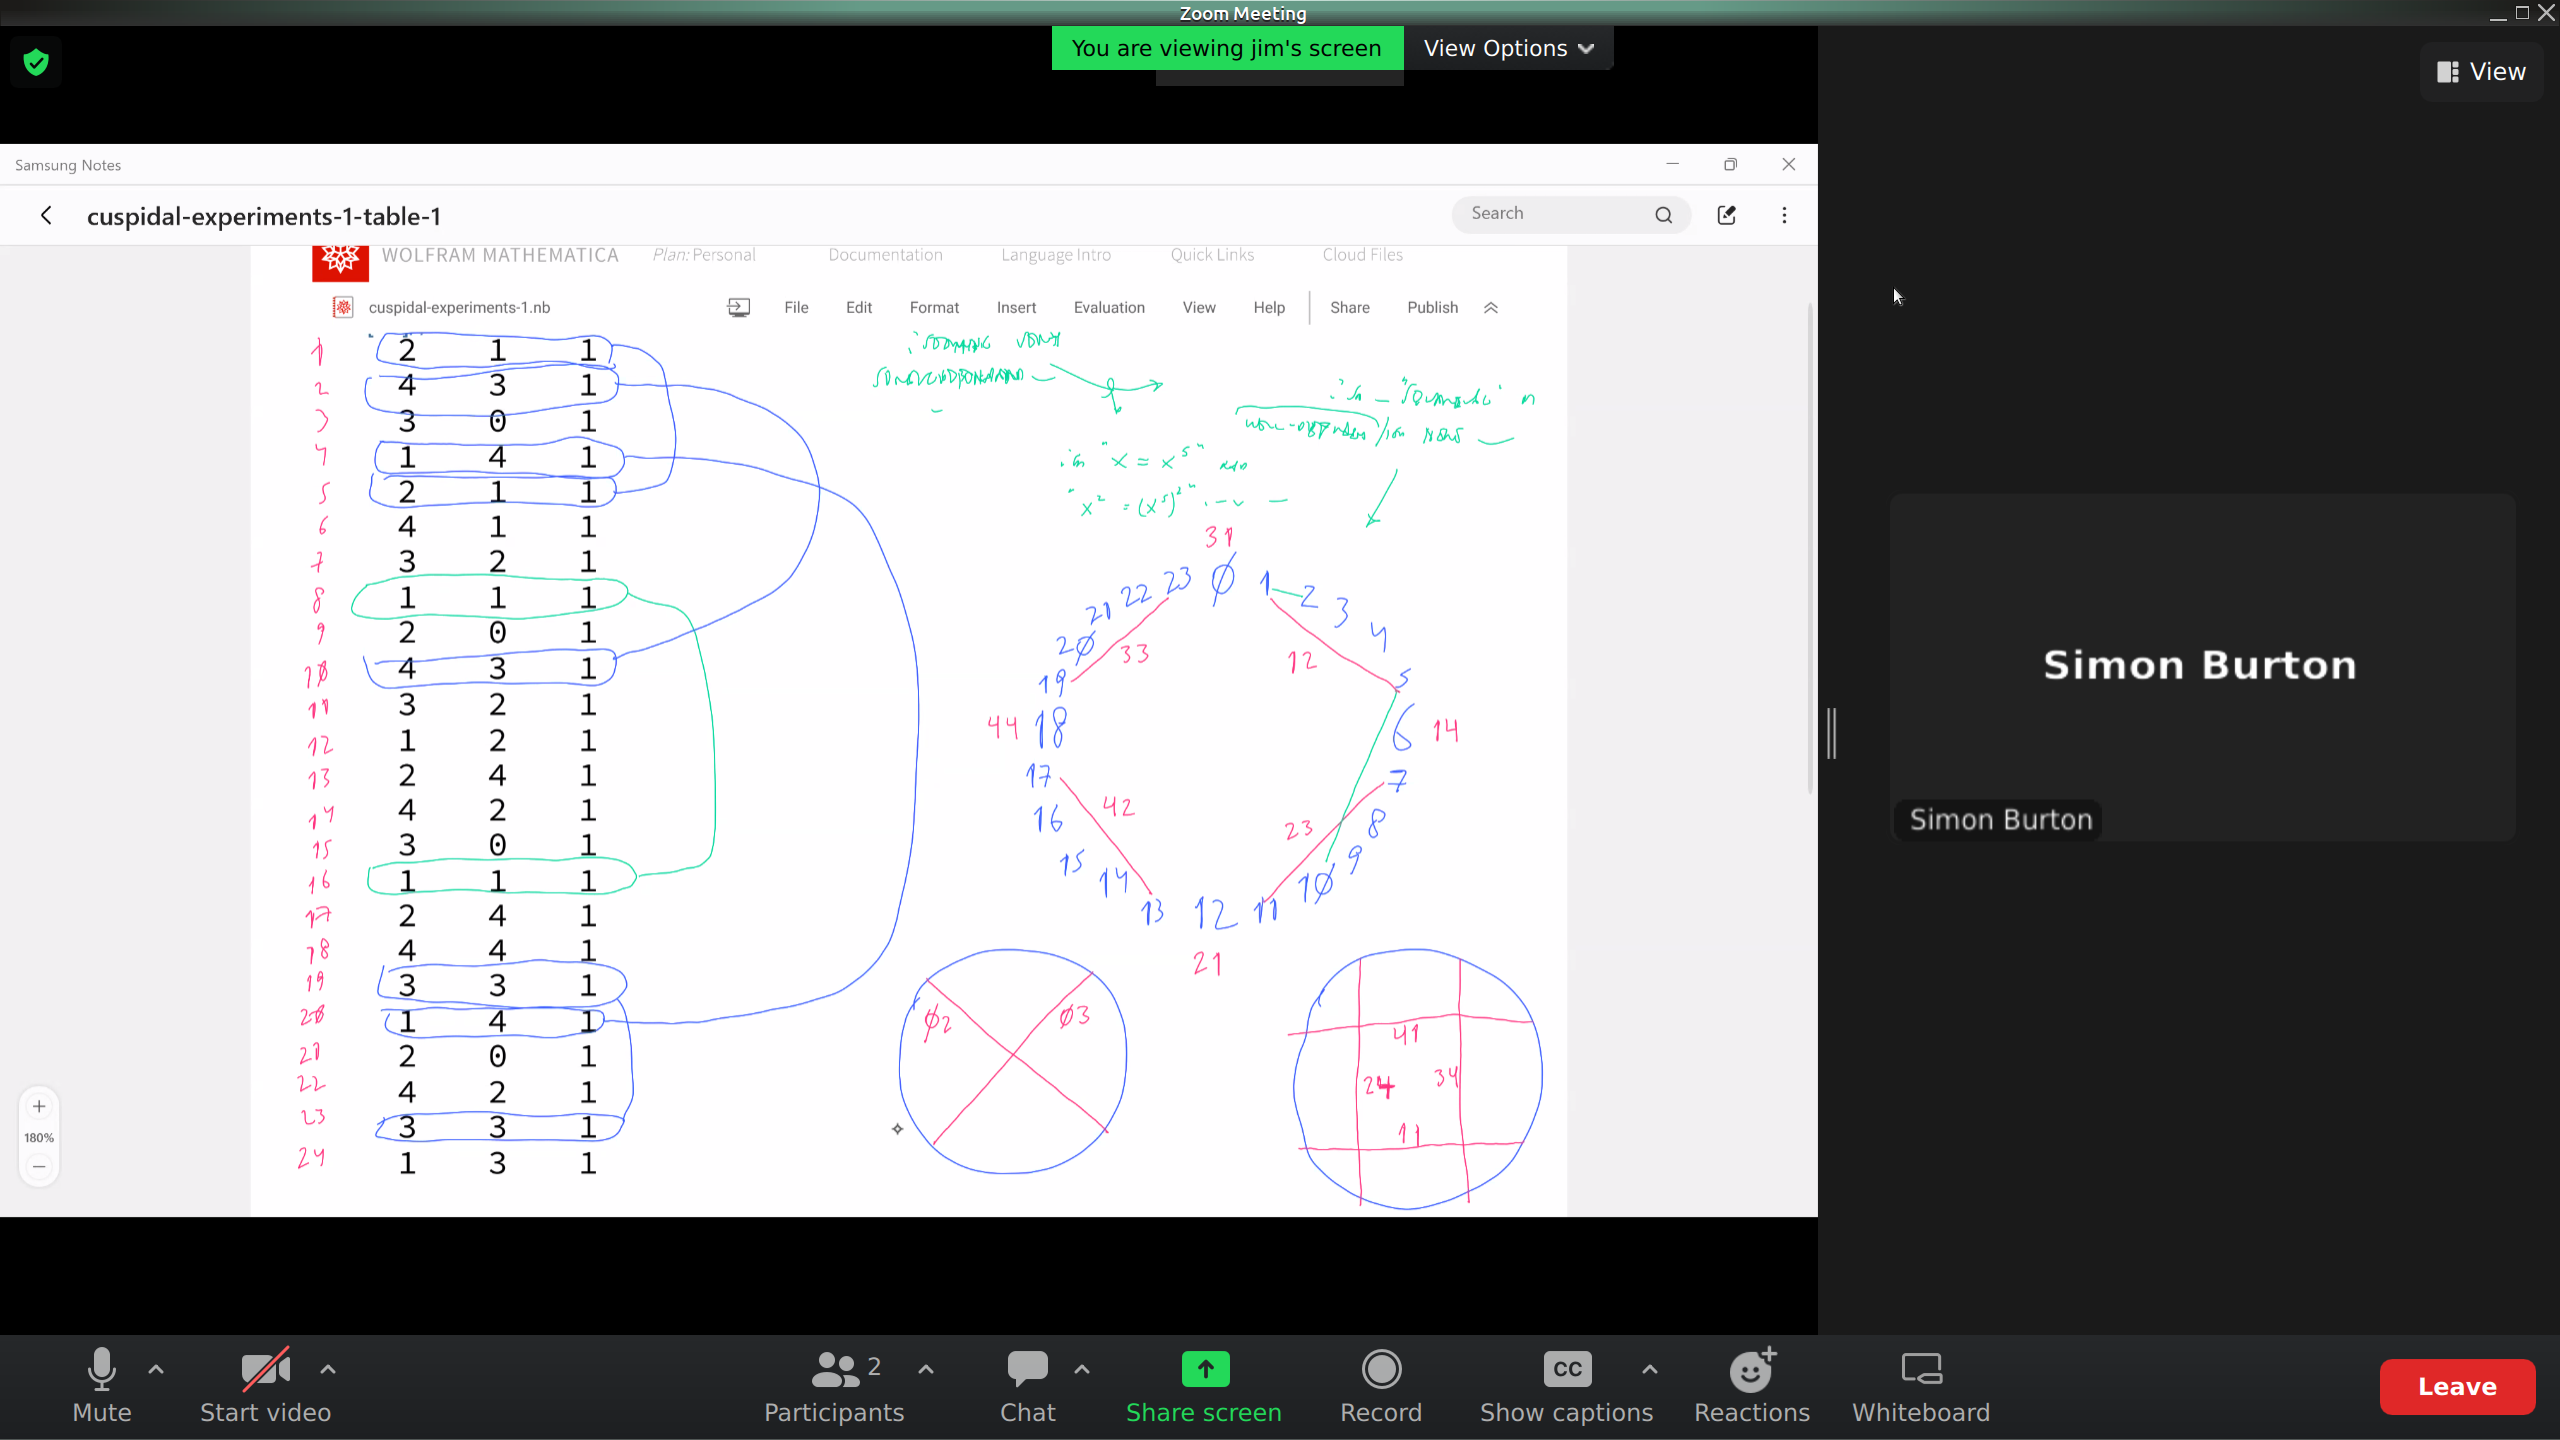 Zoom Meeting
You are viewing jim's screen
View Options
View
Samsung Notes
cuspidal-experiments-1-table-1
Search
WOLFRAM MATHEMATICA Plan: Personal Documentation Language Intro Quick Links Cloud Files
cuspidal-experiments-1.nb File Edit Format Insert Evaluation View Help Share Publish
1 2 1 1
2 4 3 1
3 3 0 1
4 1 4 1
5 2 1 1
6 4 1 1
7 3 2 1
8 1 1 1
9 2 0 1
10 4 3 1
11 3 2 1
12 1 2 1
13 2 4 1
14 4 2 1
15 3 0 1
16 1 1 1
17 2 4 1
18 4 4 1
19 3 3 1
20 1 4 1
21 2 0 1
22 4 2 1
23 3 3 1
24 1 3 1
"x = x⁵"
"x² = (x⁵)²"
31
0 1 2 3 4 5 6 7 8 9 10 11 12 13 14 15 16 17 18 19 20 21 22 23
12
14
23
21
42
44
33
02 03
41
24 34
11
180%
Simon Burton
Simon Burton
Mute
Start video
Participants 2
Chat
Share screen
Record
CC
Show captions
Reactions
Whiteboard
Leave